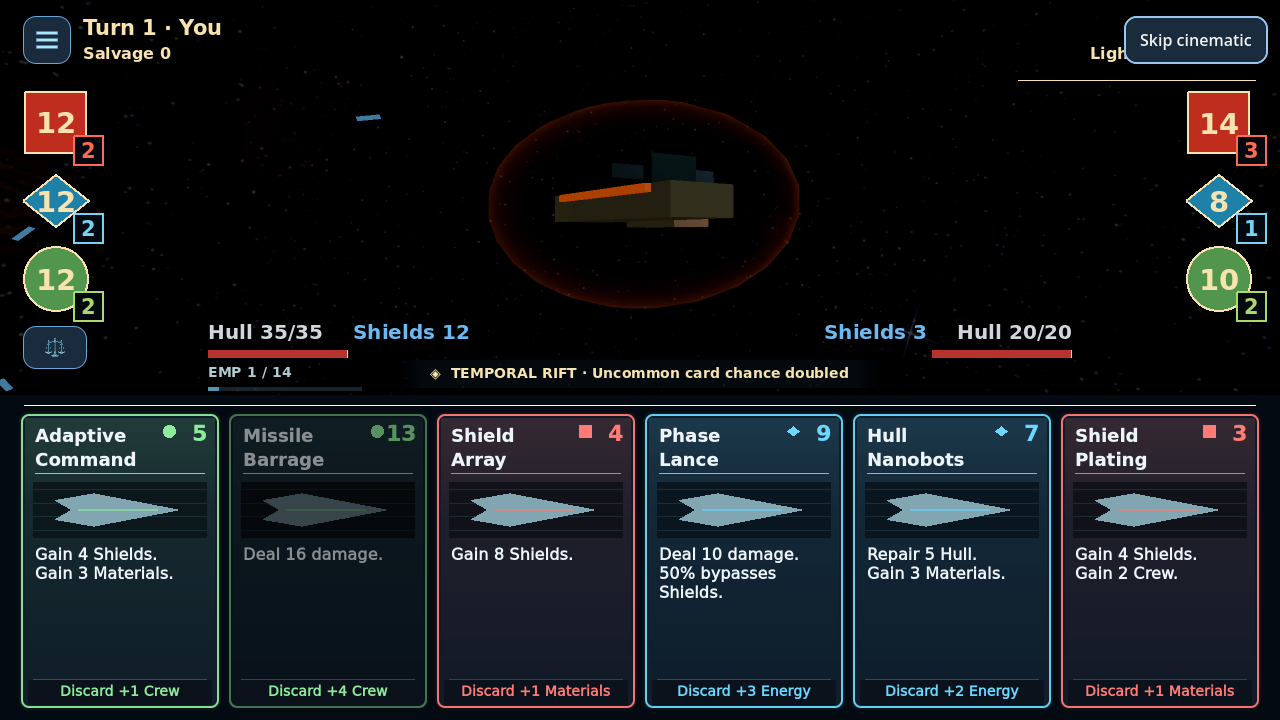 Turn 1 · You
Salvage 0
Skip cinematic
12
2
12
2
12
2
14
3
8
1
10
2
Hull 35/35
Shields 12
Shields 3
Hull 20/20
EMP 1 / 14
◈ TEMPORAL RIFT · Uncommon card chance doubled
Adaptive
Command
5
Gain 4 Shields.
Gain 3 Materials.
Discard +1 Crew
Missile
Barrage
13
Deal 16 damage.
Discard +4 Crew
Shield
Array
4
Gain 8 Shields.
Discard +1 Materials
Phase
Lance
9
Deal 10 damage.
50% bypasses
Shields.
Discard +3 Energy
Hull
Nanobots
7
Repair 5 Hull.
Gain 3 Materials.
Discard +2 Energy
Shield
Plating
3
Gain 4 Shields.
Gain 2 Crew.
Discard +1 Materials